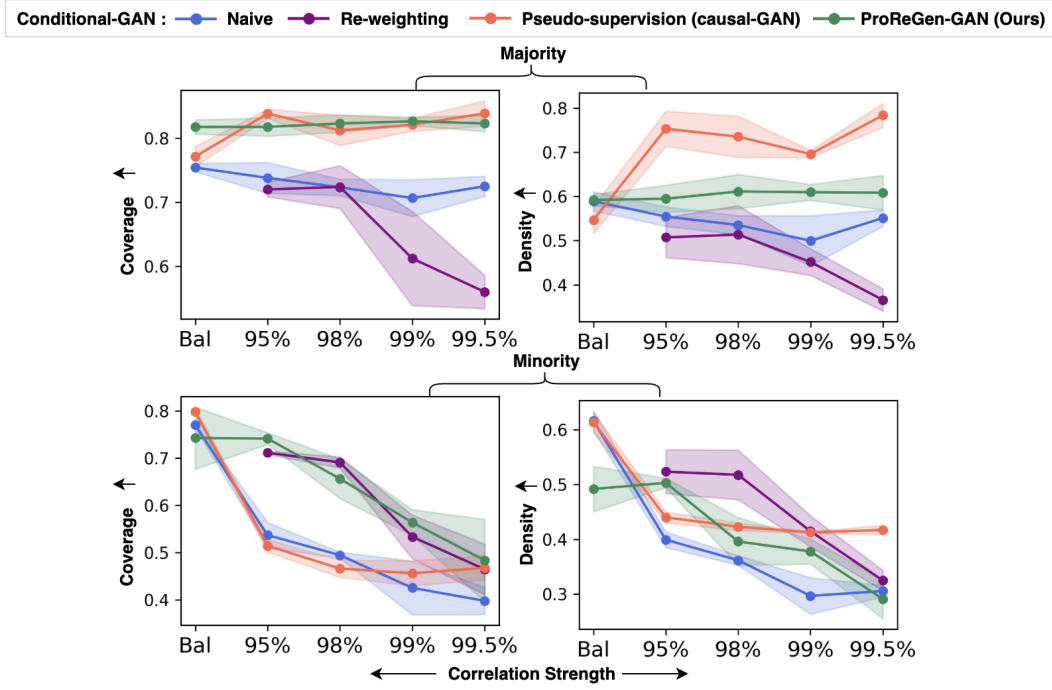 Conditional-GAN : Naive Re-weighting Pseudo-supervision (causal-GAN) ProReGen-GAN (Ours)
Majority
Coverage
0.8
0.7
0.6
Bal 95% 98% 99% 99.5%
Density
0.8
0.7
0.6
0.5
0.4
Bal 95% 98% 99% 99.5%
Minority
Coverage
0.8
0.7
0.6
0.5
0.4
Bal 95% 98% 99% 99.5%
Density
0.6
0.5
0.4
0.3
Bal 95% 98% 99% 99.5%
Correlation Strength